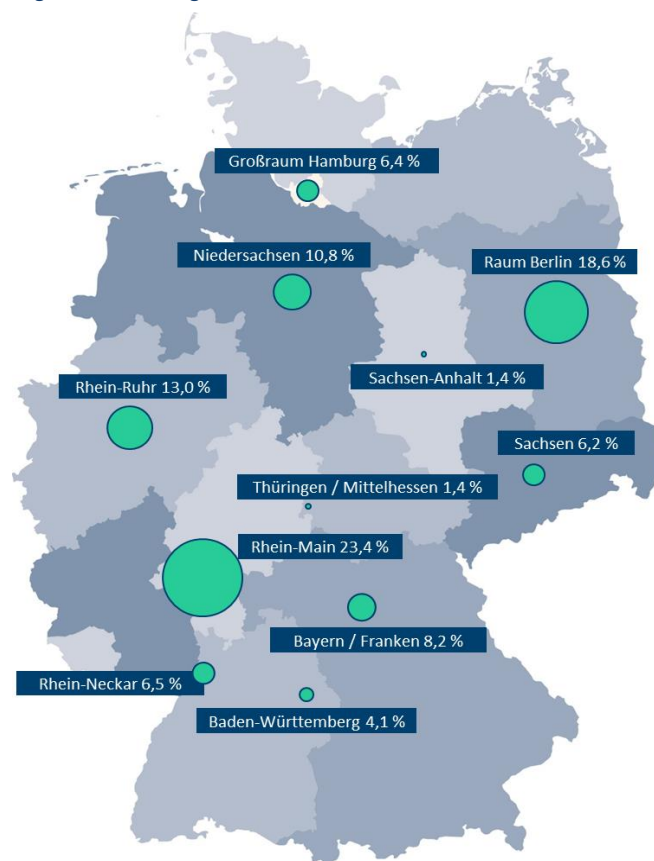 Großraum Hamburg 6,4 %
Niedersachsen 10,8 %
Raum Berlin 18,6 %
Sachsen-Anhalt 1,4 %
Rhein-Ruhr 13,0 %
Sachsen 6,2 %
Thüringen / Mittelhessen 1,4 %
Rhein-Main 23,4 %
Bayern / Franken 8,2 %
Rhein-Neckar 6,5 %
Baden-Württemberg 4,1 %